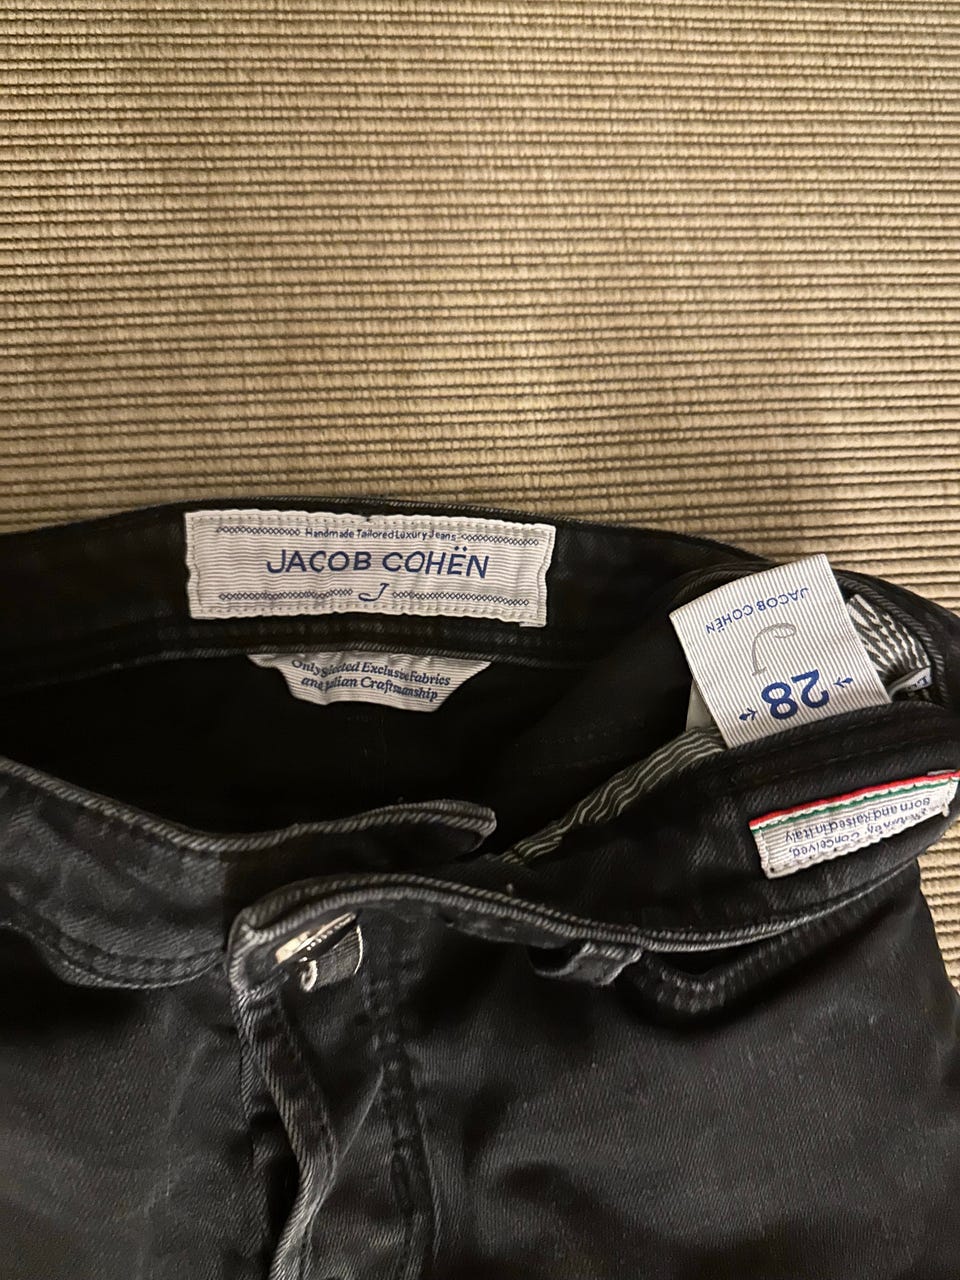 Handmade Tailored Luxury Jeans
JACOB COHËN
J
Only Selected Exclusive Fabrics
and Italian Craftsmanship
JACOB COHËN
28
Conceived,
Born and Raised in Italy